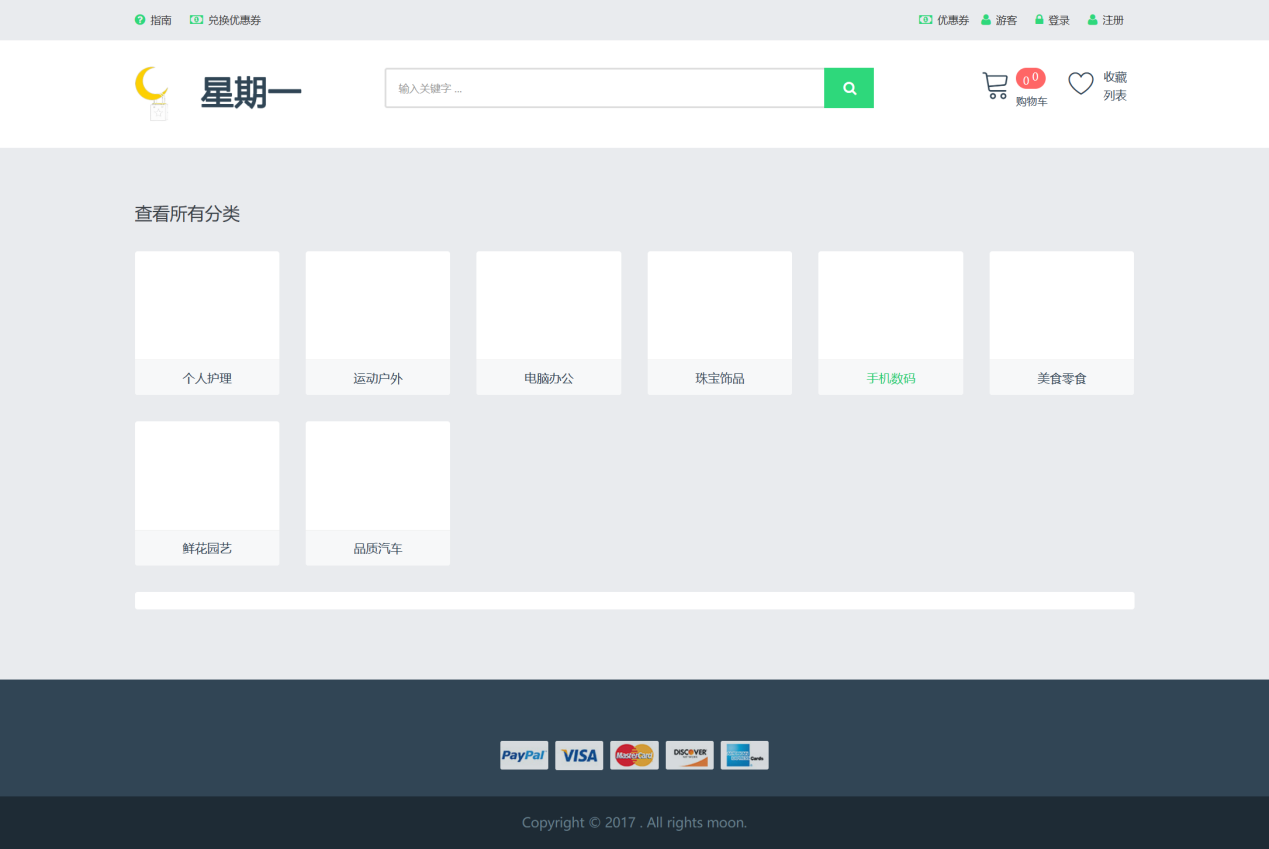 指南 兑换优惠券 优惠券 游客 登录 注册
星期一
输入关键字 ...
0 0
购物车
收藏
列表
查看所有分类
个人护理 运动户外 电脑办公 珠宝饰品 手机数码 美食零食
鲜花园艺 品质汽车
PayPal VISA MasterCard DISCOVER Cards
Copyright © 2017 . All rights moon.